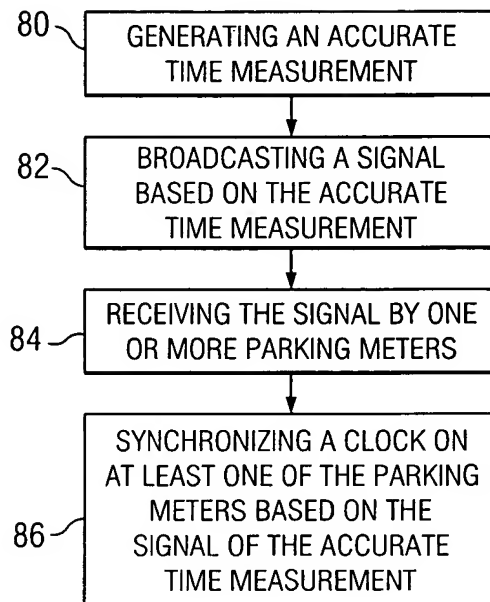 80
GENERATING AN ACCURATE
TIME MEASUREMENT
82
BROADCASTING A SIGNAL
BASED ON THE ACCURATE
TIME MEASUREMENT
84
RECEIVING THE SIGNAL BY ONE
OR MORE PARKING METERS
86
SYNCHRONIZING A CLOCK ON
AT LEAST ONE OF THE PARKING
METERS BASED ON THE
SIGNAL OF THE ACCURATE
TIME MEASUREMENT